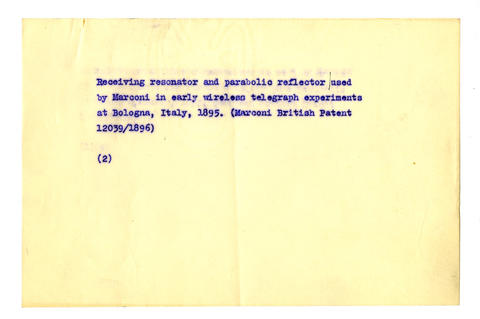 Receiving resonator and parabolic reflector used
by Marconi in early wireless telegraph experiments
at Bologna, Italy, 1895. (Marconi British Patent
12039/1896)
(2)